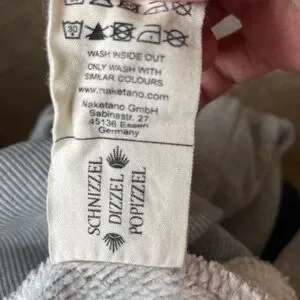 30
WASH INSIDE OUT
ONLY WASH WITH
SIMILAR COLOURS
www.naketano.com
Naketano GmbH
Sabinastr. 27
45136 Essen
Germany
SCHNIZZEL
DIZZEL
POPIZZEL